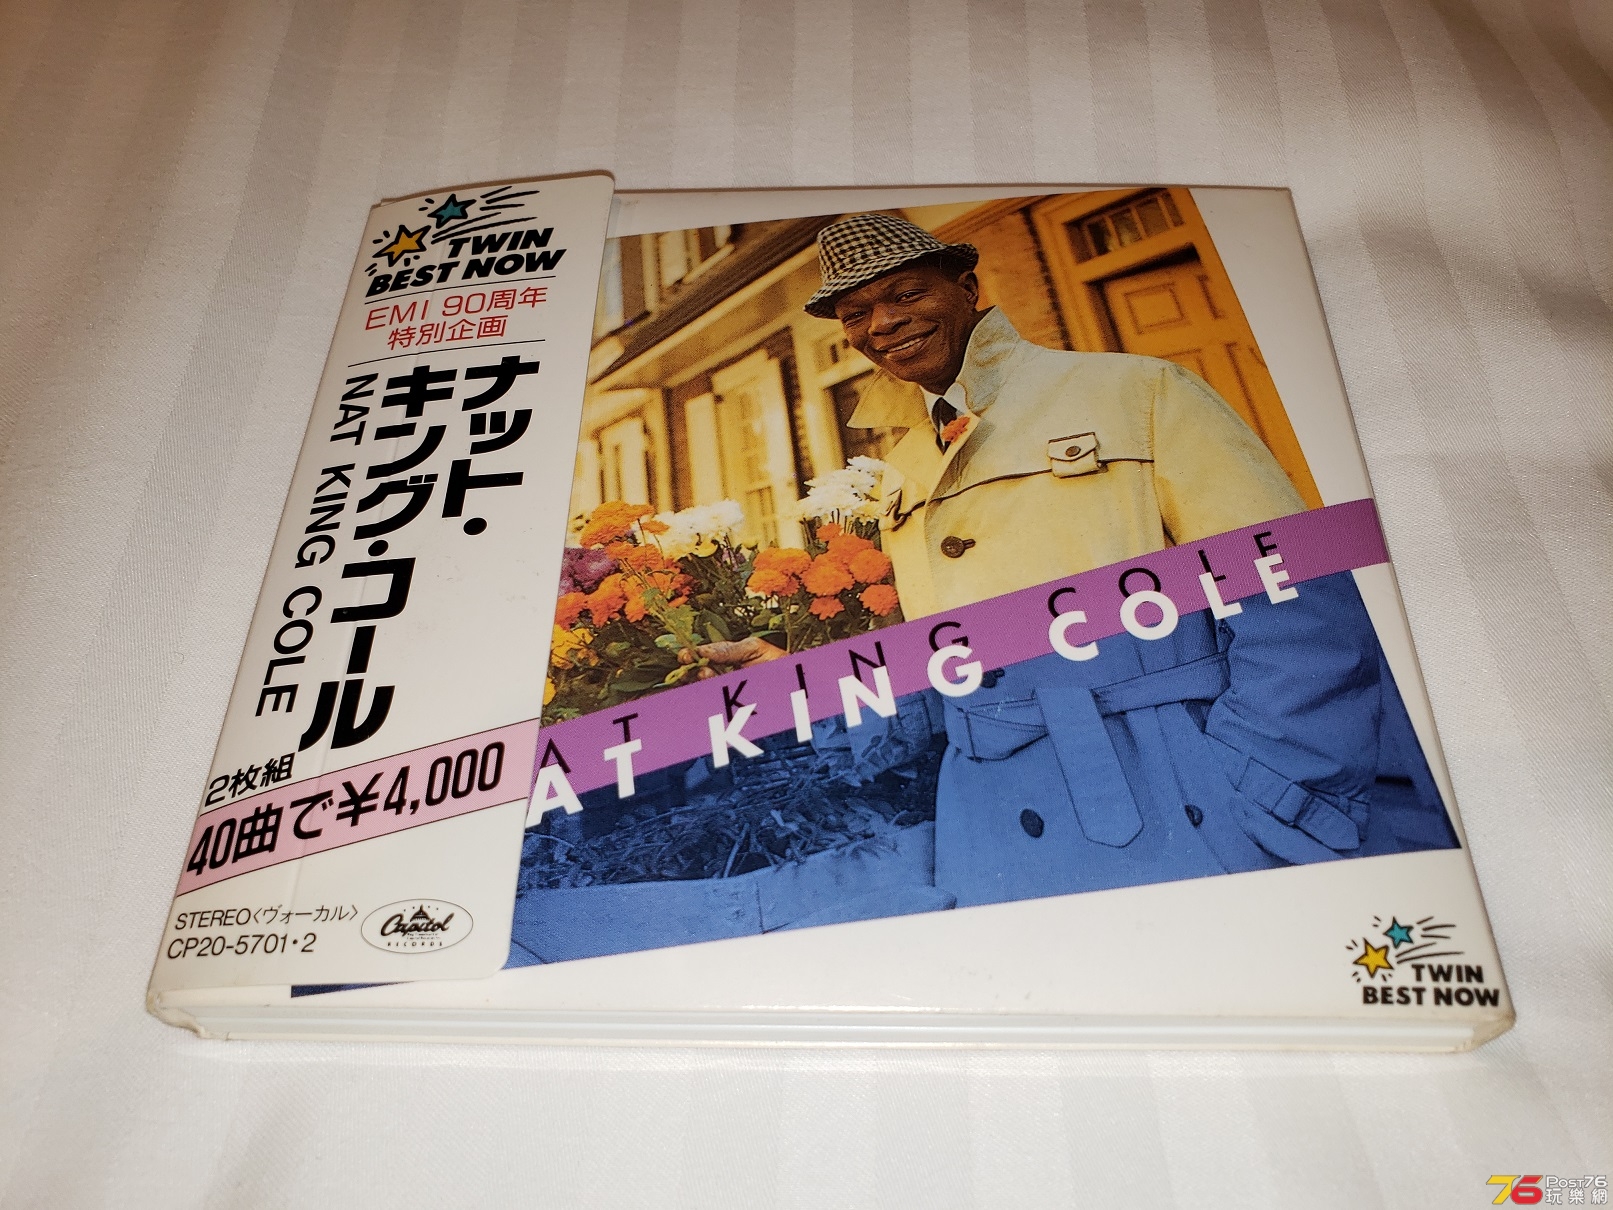 TWIN
BEST NOW
EMI 90周年
特別企画
ナット・
キング・コール
NAT KING COLE
2枚組
40曲で¥4,000
STEREO〈ヴォーカル〉
CP20-5701・2
Capitol
RECORDS
AT KING COLE
AT KING COLE
TWIN
BEST NOW
76 Post76
玩樂網